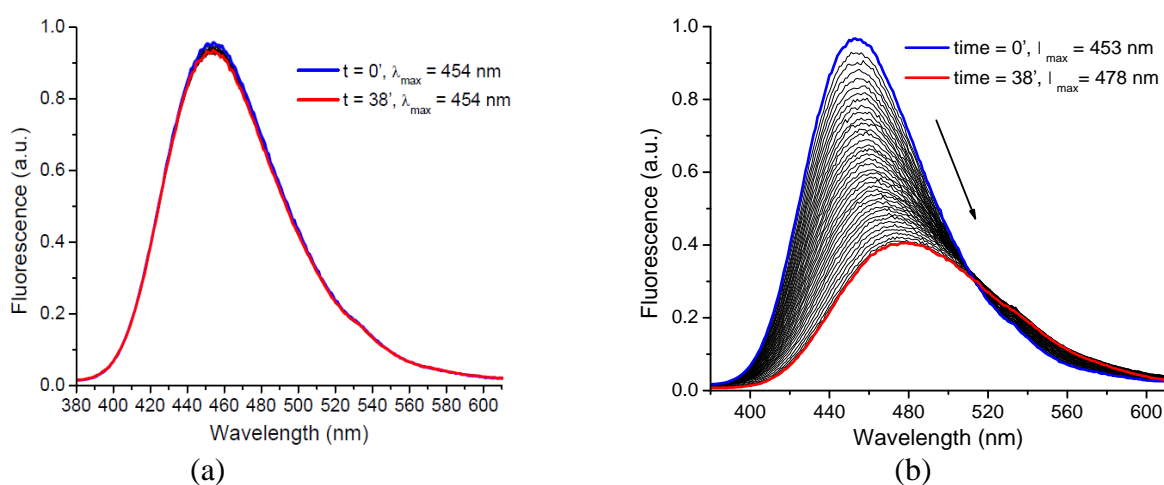 1.0
0.8
0.6
0.4
0.2
0.0
Fluorescence (a.u.)
t = 0', λmax = 454 nm
t = 38', λmax = 454 nm
380 400 420 440 460 480 500 520 540 560 580 600
Wavelength (nm)
(a)
1.0
0.8
0.6
0.4
0.2
0.0
Fluorescence (a.u.)
time = 0', lmax = 453 nm
time = 38', lmax= 478 nm
400 440 480 520 560 600
Wavelength (nm)
(b)